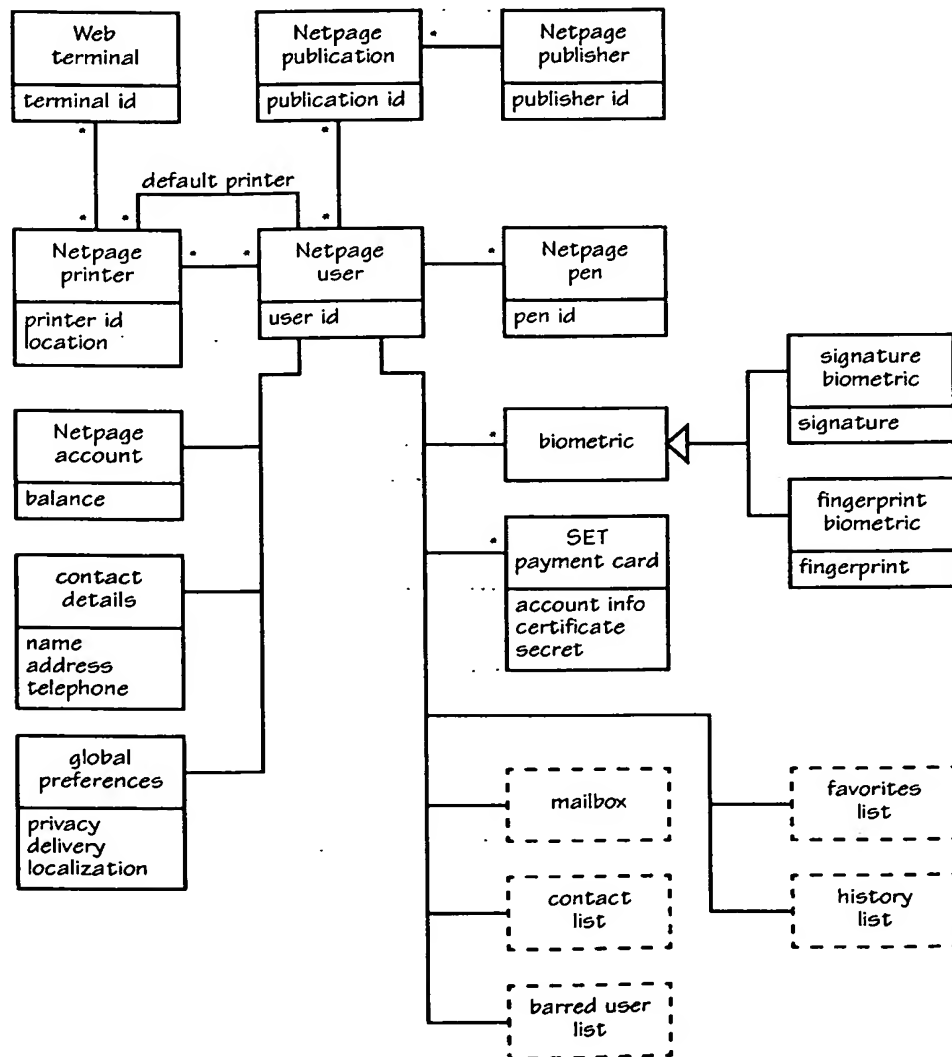 Web
terminal
terminal id
Netpage
publication
publication id
Netpage
publisher
publisher id
default printer
Netpage
printer
printer id
location
Netpage
user
user id
Netpage
pen
pen id
signature
biometric
signature
biometric
fingerprint
biometric
fingerprint
Netpage
account
balance
SET
payment card
account info
certificate
secret
contact
details
name
address
telephone
global
preferences
privacy
delivery
localization
mailbox
favorites
list
contact
list
history
list
barred user
list